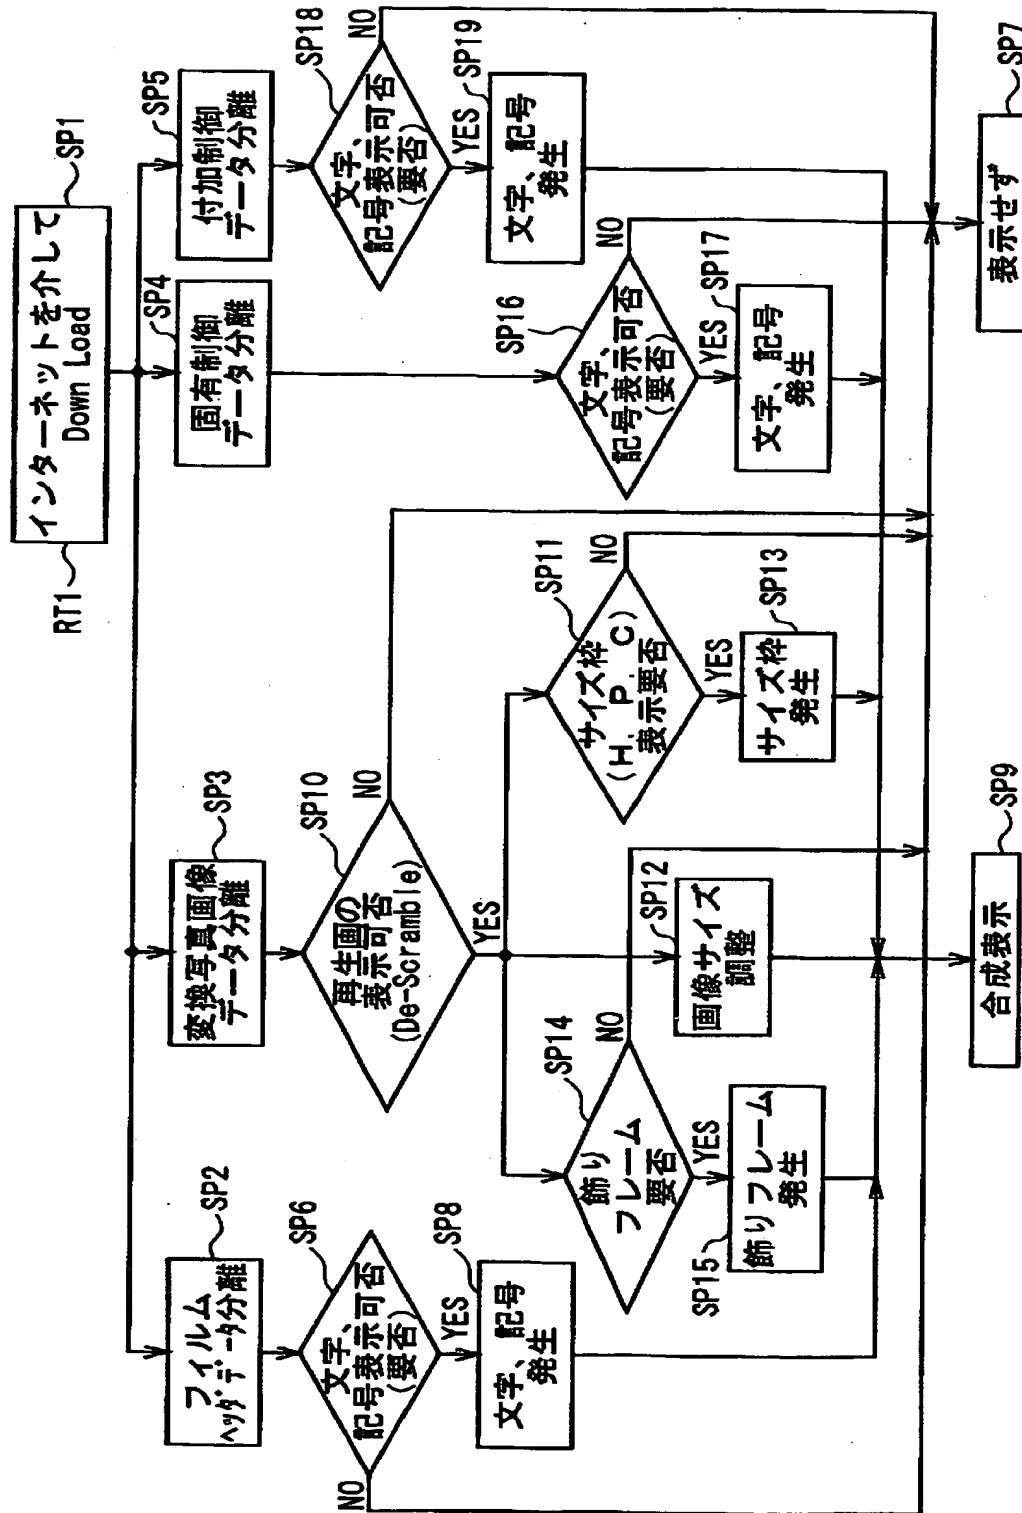 RT1
インターネットを介して
Down Load
SP1
フィルム
ヘッダデータ分離
SP2
変換写真画像
データ分離
SP3
固有制御
データ分離
SP4
付加制御
データ分離
SP5
文字、
記号表示可否
(要否)
SP6
NO
YES
再生画の
表示可否
(De-Scramble)
SP10
NO
YES
文字、
記号表示可否
(要否)
SP16
NO
YES
文字、
記号表示可否
(要否)
SP18
NO
YES
文字、記号
発生
SP8
飾り
フレーム
要否
SP14
NO
YES
画像サイズ
調整
SP12
サイズ枠
(H, P, C)
表示要否
SP11
NO
YES
文字、記号
発生
SP17
文字、記号
発生
SP19
飾りフレーム
発生
SP15
サイズ枠
発生
SP13
合成表示
SP9
表示せず
SP7